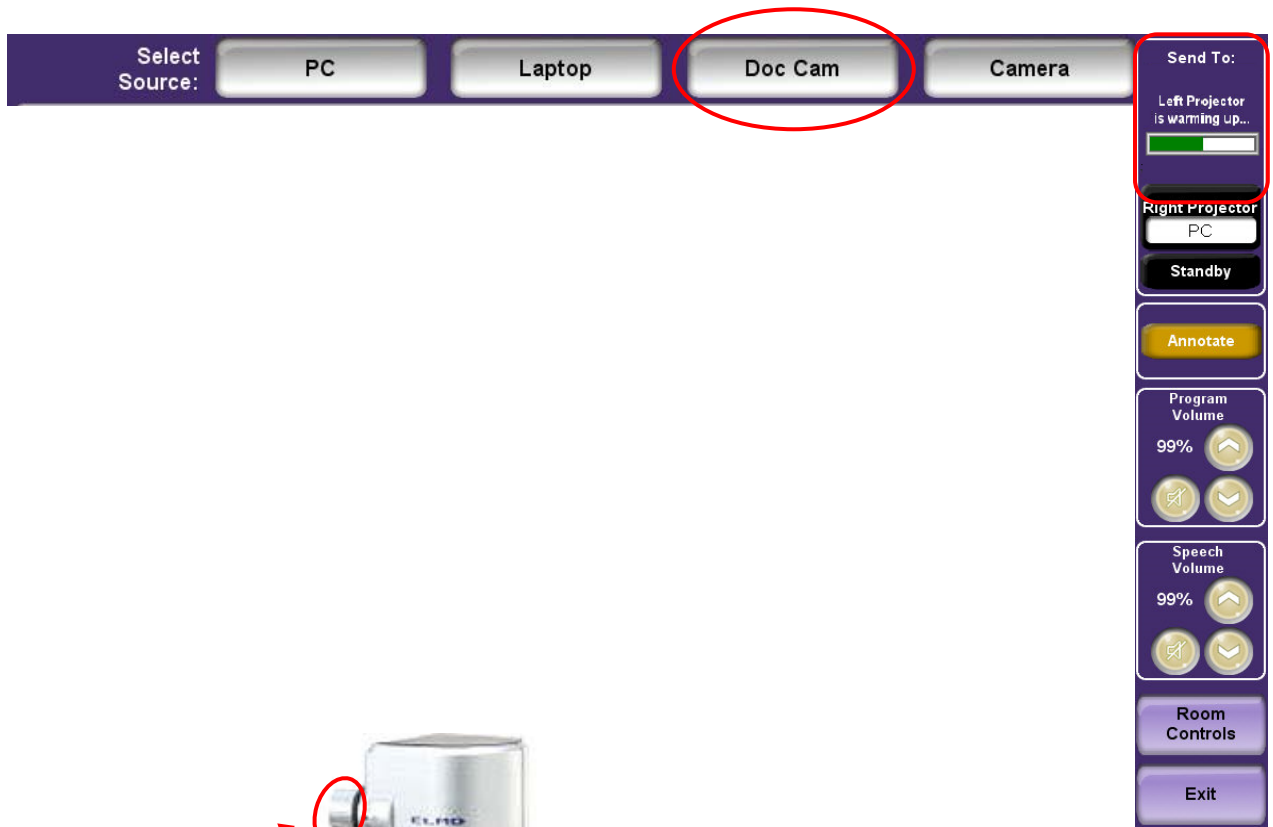 Select
Source:
PC
Laptop
Doc Cam
Camera
Send To:
Left Projector
is warming up...
Right Projector
PC
Standby
Annotate
Program
Volume
99%
Speech
Volume
99%
Room
Controls
Exit
ELMO